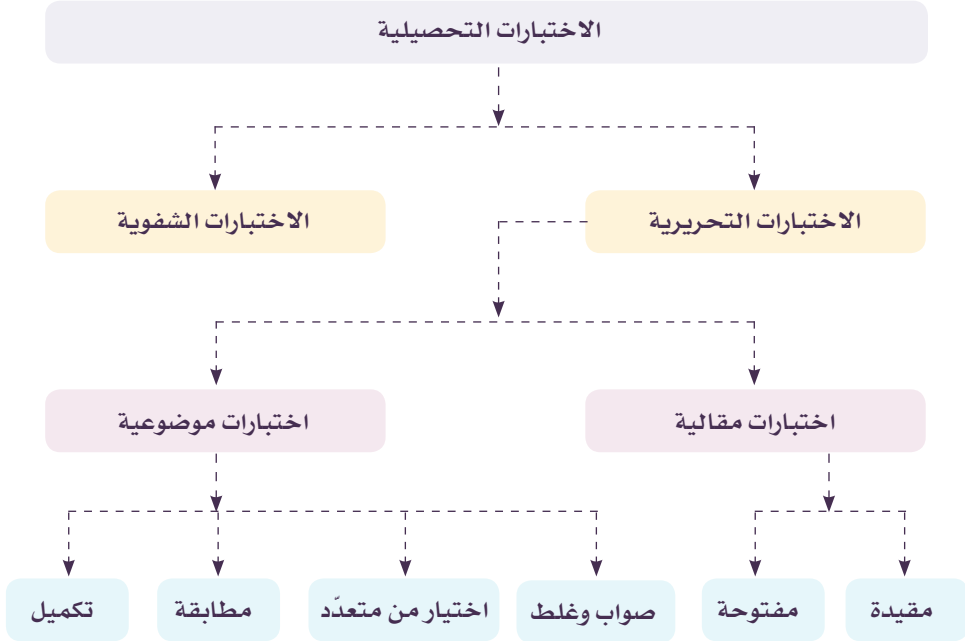 الاختبارات التحصيلية
الاختبارات التحريرية
الاختبارات الشفوية
اختبارات مقالية
اختبارات موضوعية
مقيدة
مفتوحة
صواب وغلط
اختيار من متعدّد
مطابقة
تكميل